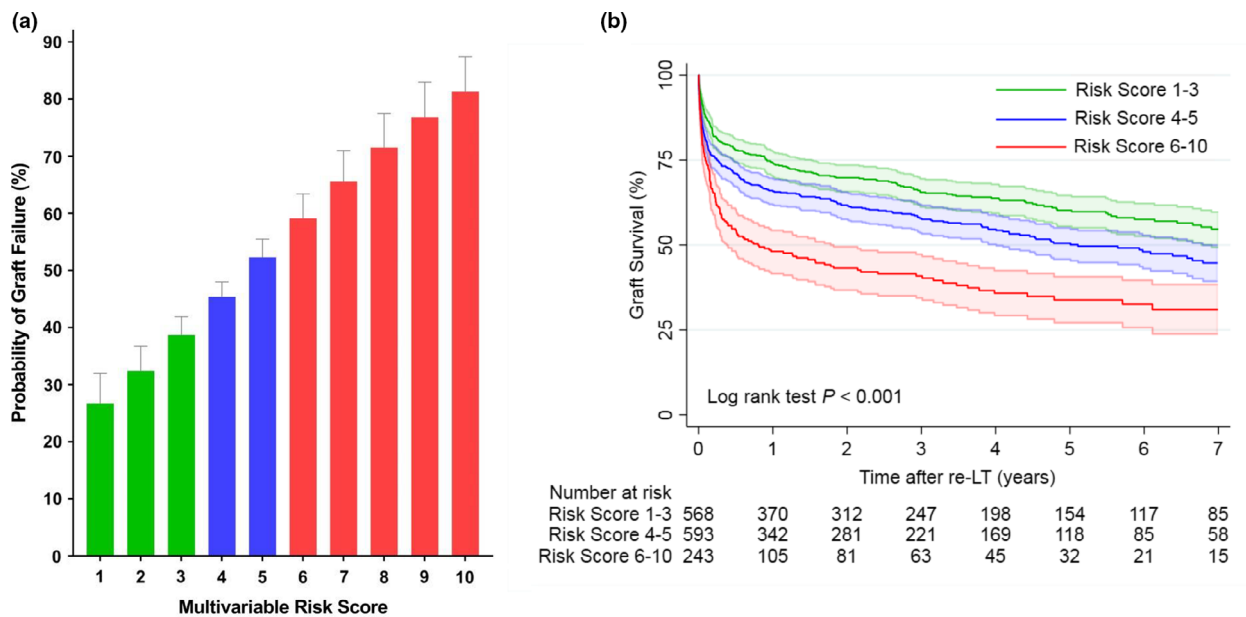 (a)
Probability of Graft Failure (%)
90
80
70
60
50
40
30
20
10
0
1 2 3 4 5 6 7 8 9 10
Multivariable Risk Score
(b)
Graft Survival (%)
100
75
50
25
0
Risk Score 1-3
Risk Score 4-5
Risk Score 6-10
Log rank test P < 0.001
0 1 2 3 4 5 6 7
Time after re-LT (years)
Number at risk
Risk Score 1-3 568 370 312 247 198 154 117 85
Risk Score 4-5 593 342 281 221 169 118 85 58
Risk Score 6-10 243 105 81 63 45 32 21 15